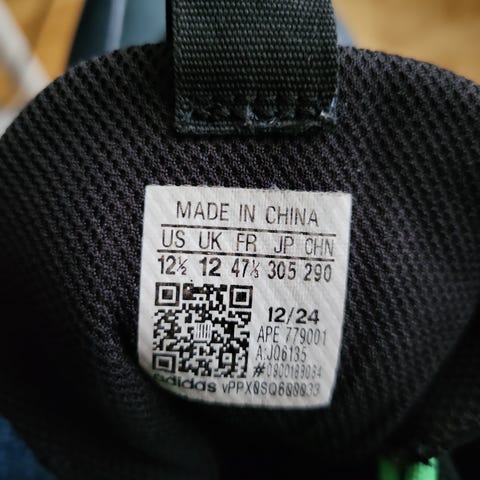 MADE IN CHINA
US UK FR JP CHN
12½ 12 47⅓ 305 290
12/24
APE 779001
A:JQ6135
adidas